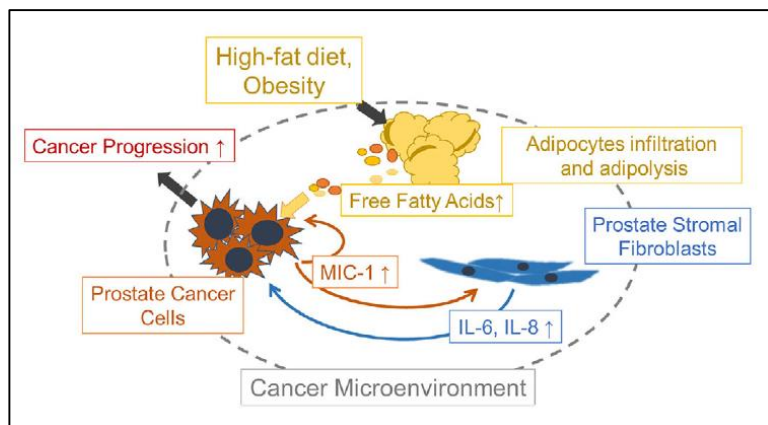 High-fat diet,
Obesity
Cancer Progression ↑
Adipocytes infiltration
and adipolysis
Free Fatty Acids↑
Prostate Stromal
Fibroblasts
MIC-1 ↑
Prostate Cancer
Cells
IL-6, IL-8 ↑
Cancer Microenvironment